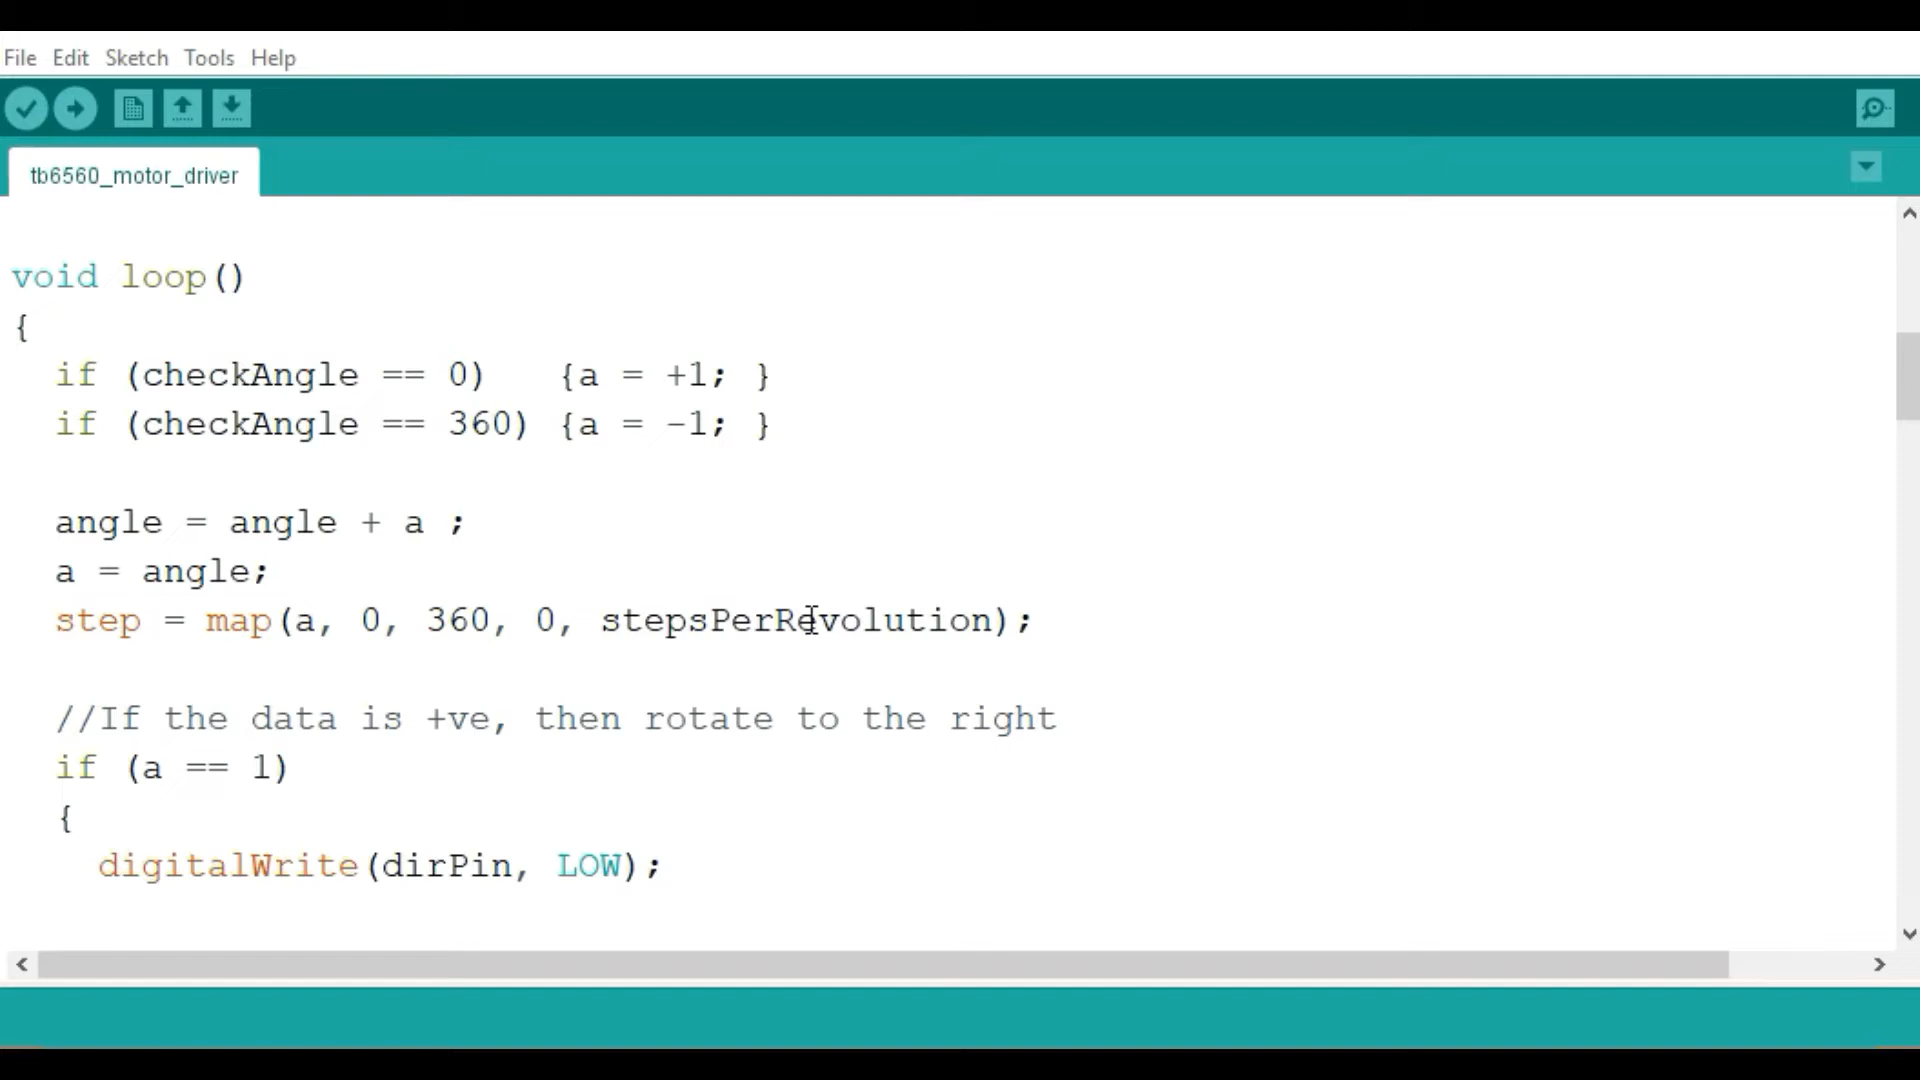 File Edit Sketch Tools Help
tb6560_motor_driver
void loop()
{
if (checkAngle == 0) {a = +1; }
if (checkAngle == 360) {a = -1; }
angle = angle + a ;
a = angle;
step = map(a, 0, 360, 0, stepsPerRevolution);
//If the data is +ve, then rotate to the right
if (a == 1)
{
digitalWrite(dirPin, LOW);